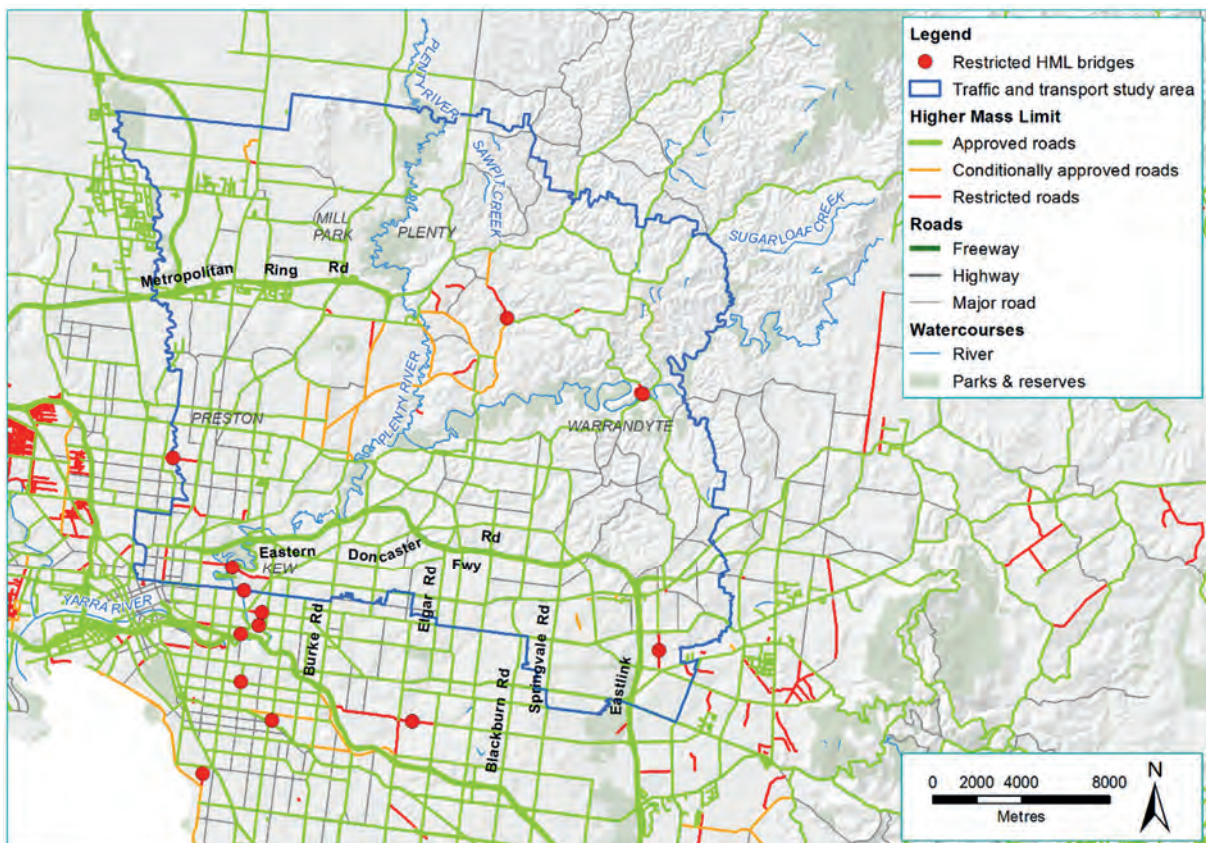 PLENTY RIVER
Legend
Restricted HML bridges
Traffic and transport study area
Higher Mass Limit
Approved roads
Conditionally approved roads
Restricted roads
Roads
Freeway
Highway
Major road
Watercourses
River
Parks & reserves
SAWPIT CREEK
MILL
PARK
PLENTY
SUGARLOAF CREEK
Metropolitan Ring Rd
PLENTY RIVER
PRESTON
WARRANDYTE
Eastern Fwy
Doncaster Rd
KEW
YARRA RIVER
Burke Rd
Elgar Rd
Blackburn Rd
Springvale Rd
Eastlink
0 2000 4000 8000
Metres
N